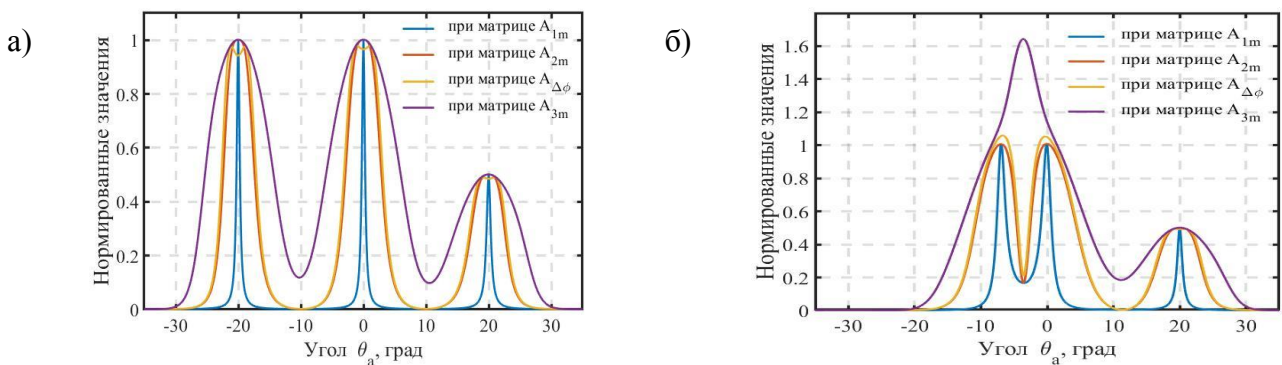 а)
Нормированные значения
1
0.8
0.6
0.4
0.2
0
-30 -20 -10 0 10 20 30
Угол θa, град
при матрице A1m
при матрице A2m
при матрице AΔϕ
при матрице A3m
б)
Нормированные значения
1.6
1.4
1.2
1
0.8
0.6
0.4
0.2
0
-30 -20 -10 0 10 20 30
Угол θa, град
при матрице A1m
при матрице A2m
при матрице AΔϕ
при матрице A3m